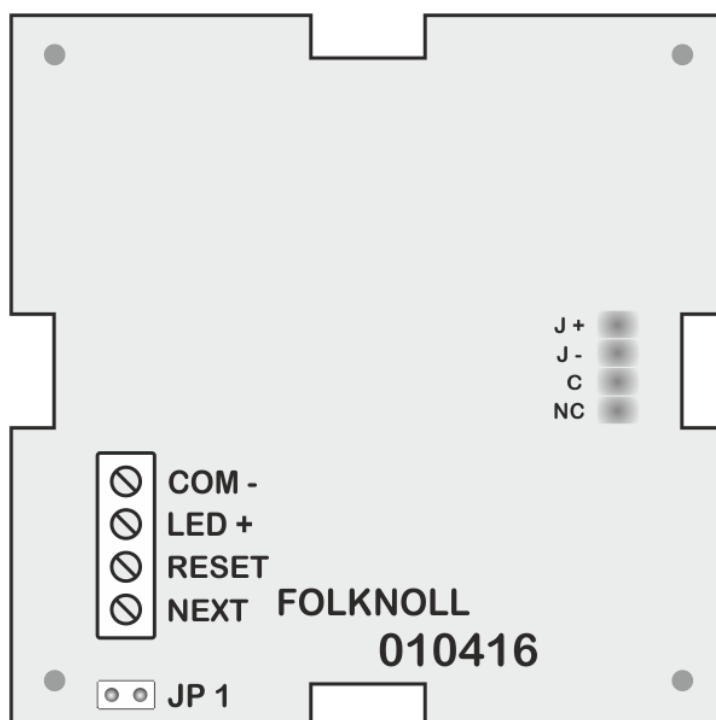 J +
J -
C
NC
COM -
LED +
RESET
NEXT
FOLKNOLL
010416
JP 1